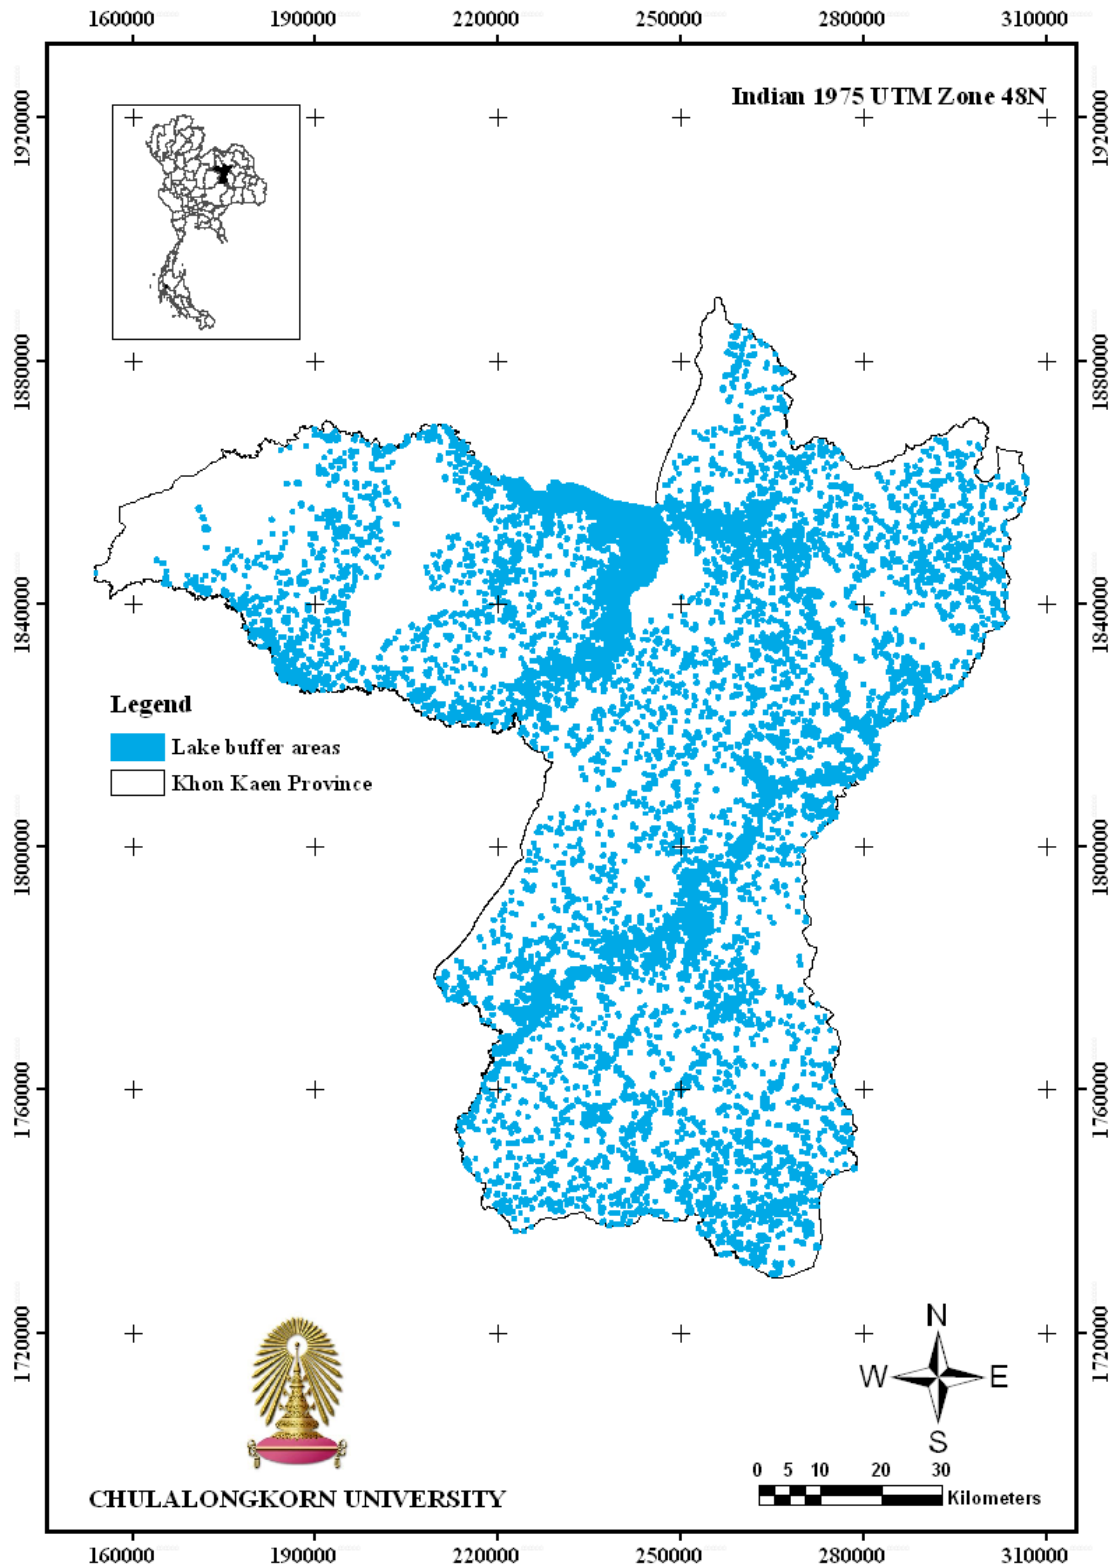 160000 190000 220000 250000 280000 310000
Indian 1975 UTM Zone 48N
1920000 1920000
1880000 1880000
1840000 1840000
Legend
Lake buffer areas
Khon Kaen Province
1800000 1800000
1760000 1760000
1720000 1720000
N
W E
S
0 5 10 20 30
Kilometers
CHULALONGKORN UNIVERSITY
160000 190000 220000 250000 280000 310000